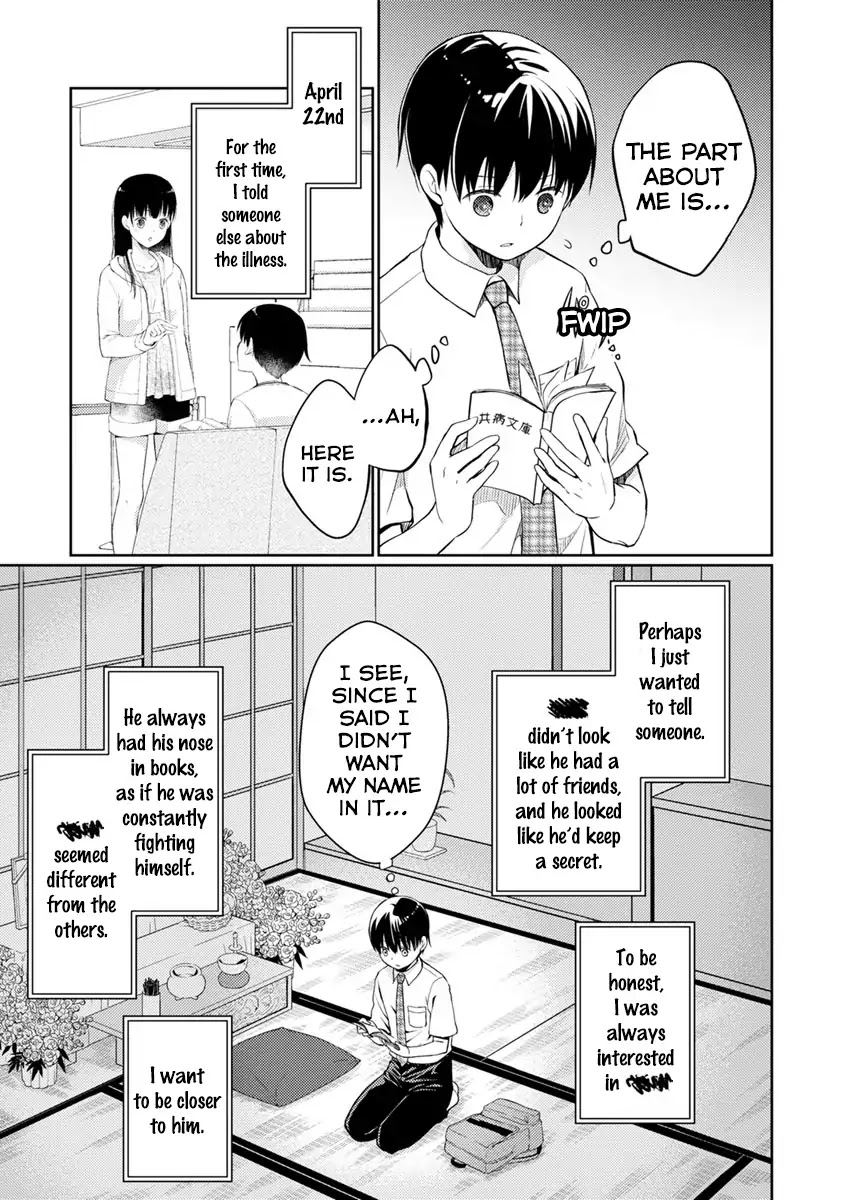 THE PART
ABOUT
ME IS...
FWIP
共病文庫
April
22nd
For the
first time,
I told
someone
else about
the illness.
...AH,
HERE
IT IS.
Perhaps
I just
wanted
to tell
someone.
didn't look
like he had a
lot of friends,
and he looked
like he'd keep
a secret.
I SEE,
SINCE I
SAID I
DIDN'T
WANT
MY NAME
IN IT...
He always
had his nose
in books,
as if he was
constantly
fighting
himself.
seemed
different
from the
others.
To be
honest,
I was
always
interested
in
I want
to be closer
to him.